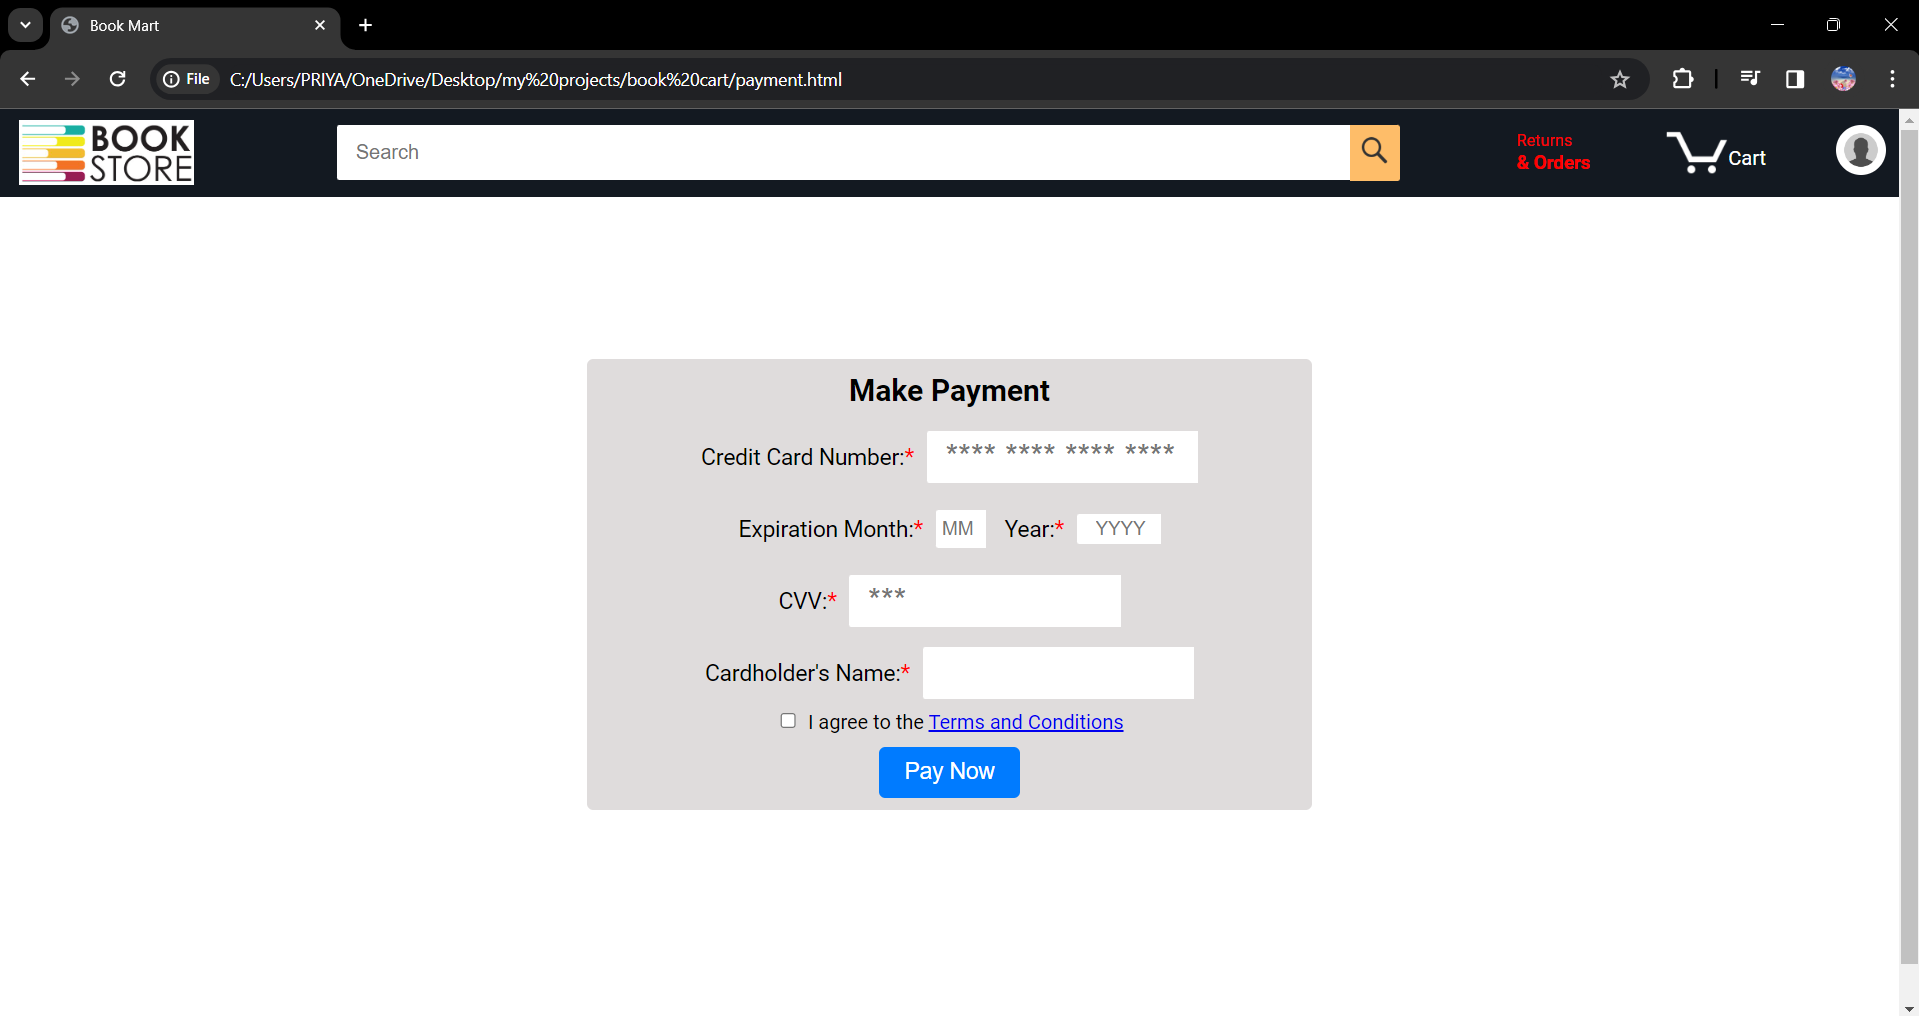 Book Mart
File C:/Users/PRIYA/OneDrive/Desktop/my%20projects/book%20cart/payment.html
BOOK
STORE
Search
Returns
& Orders
Cart
Make Payment
Credit Card Number:* **** **** **** ****
Expiration Month:* MM Year:* YYYY
CVV:* ***
Cardholder's Name:*
I agree to the Terms and Conditions
Pay Now